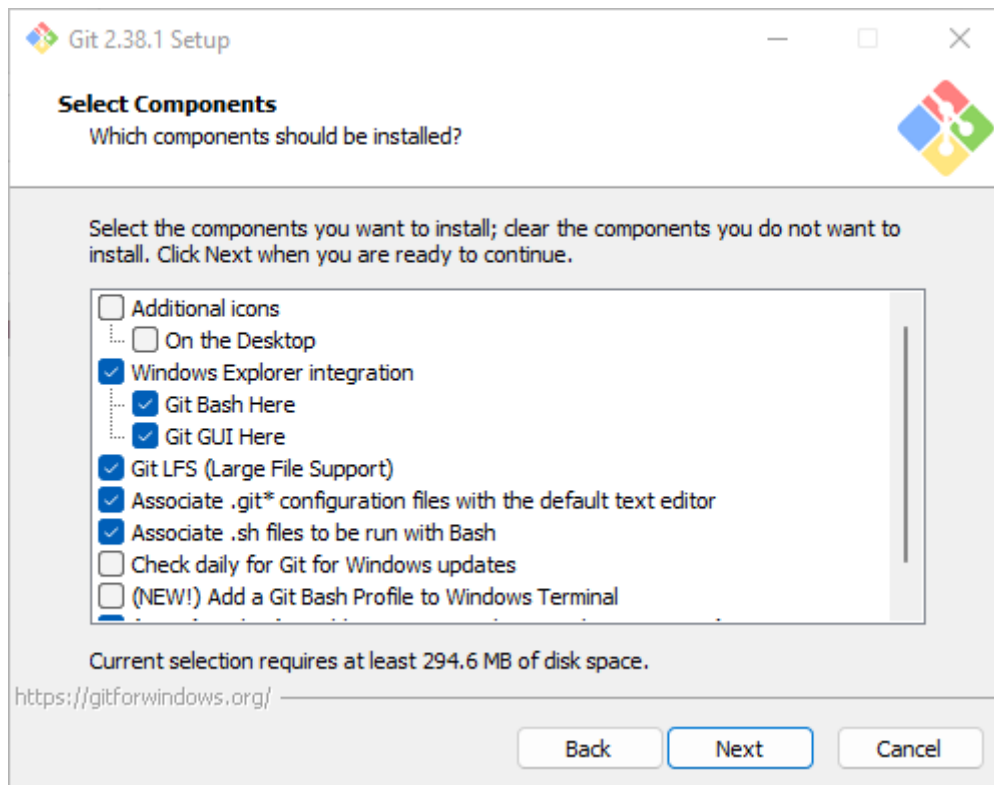 Git 2.38.1 Setup
Select Components
Which components should be installed?
Select the components you want to install; clear the components you do not want to
install. Click Next when you are ready to continue.
Additional icons
On the Desktop
Windows Explorer integration
Git Bash Here
Git GUI Here
Git LFS (Large File Support)
Associate .git* configuration files with the default text editor
Associate .sh files to be run with Bash
Check daily for Git for Windows updates
(NEW!) Add a Git Bash Profile to Windows Terminal
Current selection requires at least 294.6 MB of disk space.
https://gitforwindows.org/
Back Next Cancel